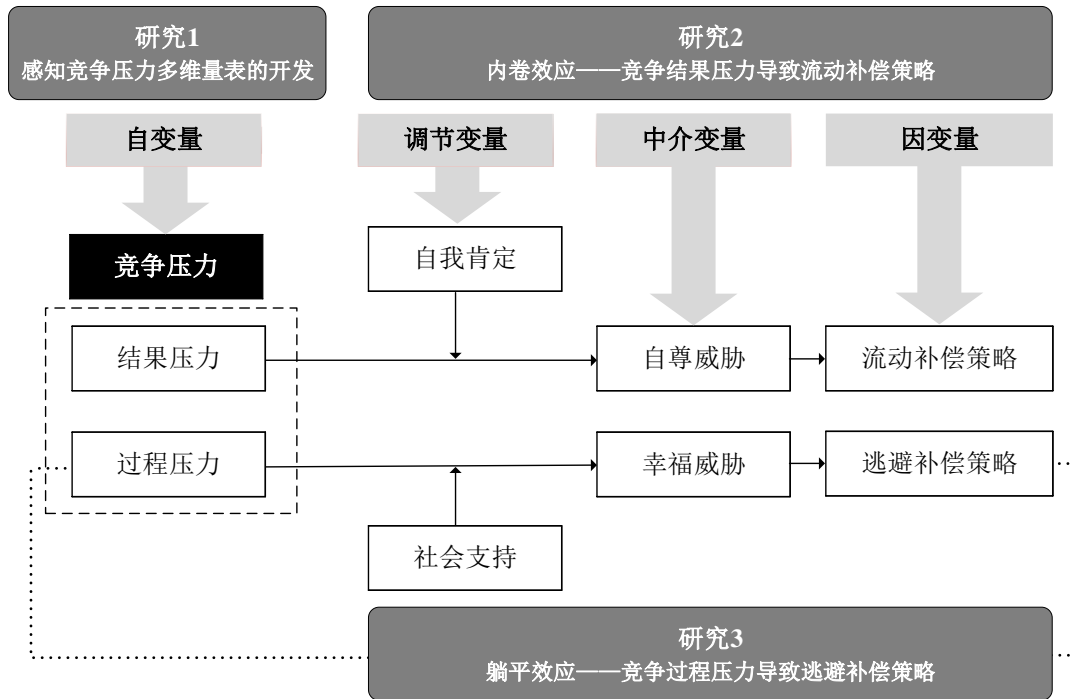 研究1
感知竞争压力多维量表的开发
研究2
内卷效应——竞争结果压力导致流动补偿策略
自变量
调节变量
中介变量
因变量
竞争压力
自我肯定
结果压力
自尊威胁
流动补偿策略
过程压力
幸福威胁
逃避补偿策略
社会支持
研究3
躺平效应——竞争过程压力导致逃避补偿策略